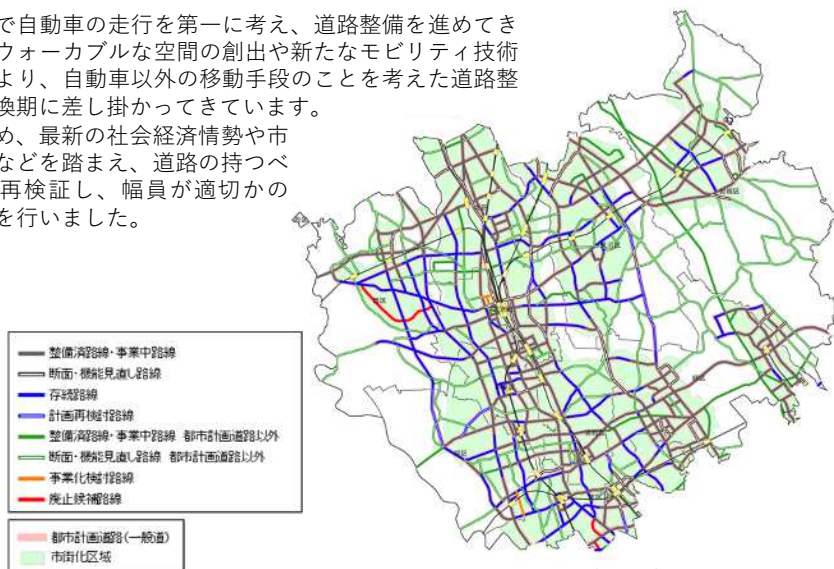 で自動車の走行を第一に考え、道路整備を進めてき
ウォーカブルな空間の創出や新たなモビリティ技術
より、自動車以外の移動手段のことを考えた道路整
換期に差し掛かってきています。
め、最新の社会経済情勢や市
などを踏まえ、道路の持つべ
再検証し、幅員が適切かの
を行いました。
整備済路線・事業中路線
断面・機能見直し路線
存続路線
計画再検討路線
整備済路線・事業中路線 都市計画道路以外
断面・機能見直し路線 都市計画道路以外
事業化検討路線
廃止候補路線
都市計画道路(一般道)
市街化区域